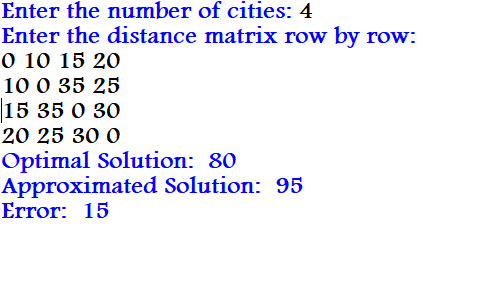 Enter the number of cities: 4
Enter the distance matrix row by row:
0 10 15 20
10 0 35 25
15 35 0 30
20 25 30 0
Optimal Solution:  80
Approximated Solution:  95
Error:  15